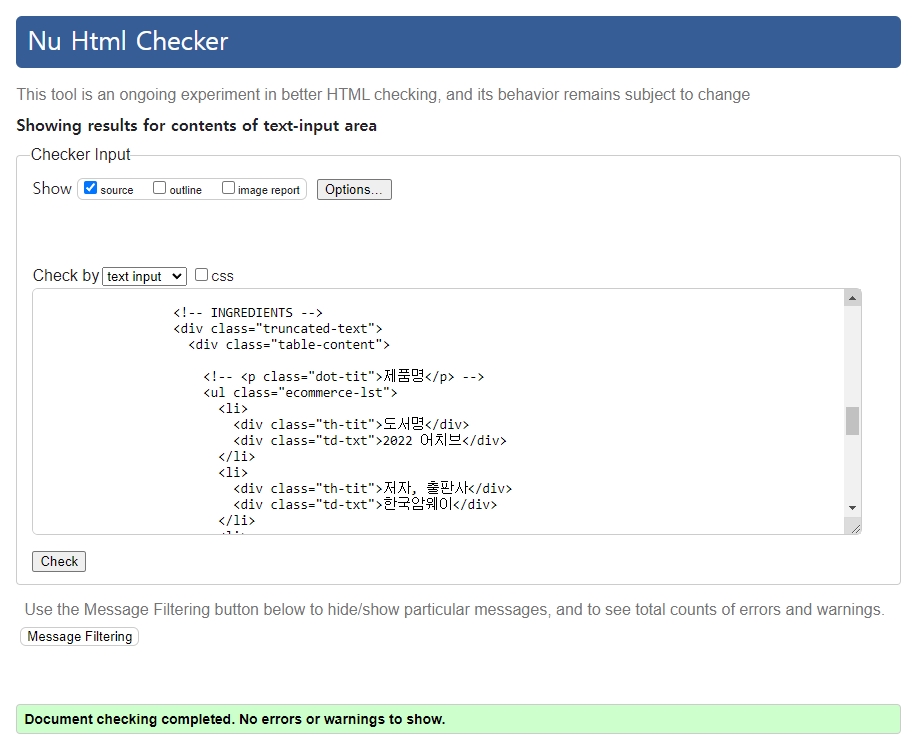 Nu Html Checker
This tool is an ongoing experiment in better HTML checking, and its behavior remains subject to change
Showing results for contents of text-input area
Checker Input
Show source outline image report Options...
Check by text input css
<!-- INGREDIENTS -->
<div class="truncated-text">
<div class="table-content">
<!-- <p class="dot-tit">제품명</p> -->
<ul class="ecommerce-lst">
<li>
<div class="th-tit">도서명</div>
<div class="td-txt">2022 어치브</div>
</li>
<li>
<div class="th-tit">저자, 출판사</div>
<div class="td-txt">한국암웨이</div>
</li>
Check
Use the Message Filtering button below to hide/show particular messages, and to see total counts of errors and warnings.
Message Filtering
Document checking completed. No errors or warnings to show.